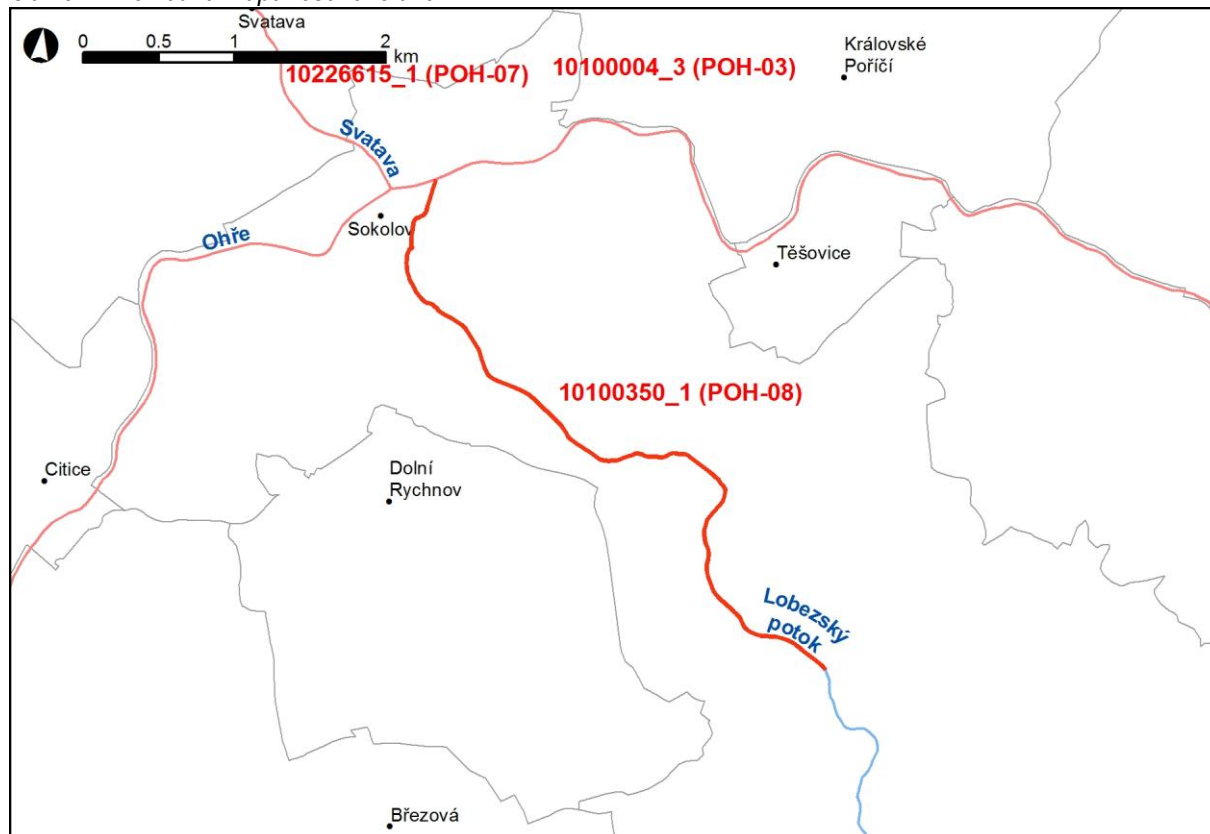 Svatava
0 0.5 1 2
km
10226615_1 (POH-07)
10100004_3 (POH-03)
Královské
Poříčí
Svatava
Ohře
Sokolov
Těšovice
10100350_1 (POH-08)
Citice
Dolní
Rychnov
Lobezský
potok
Březová